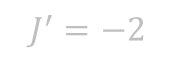 J′ = −2